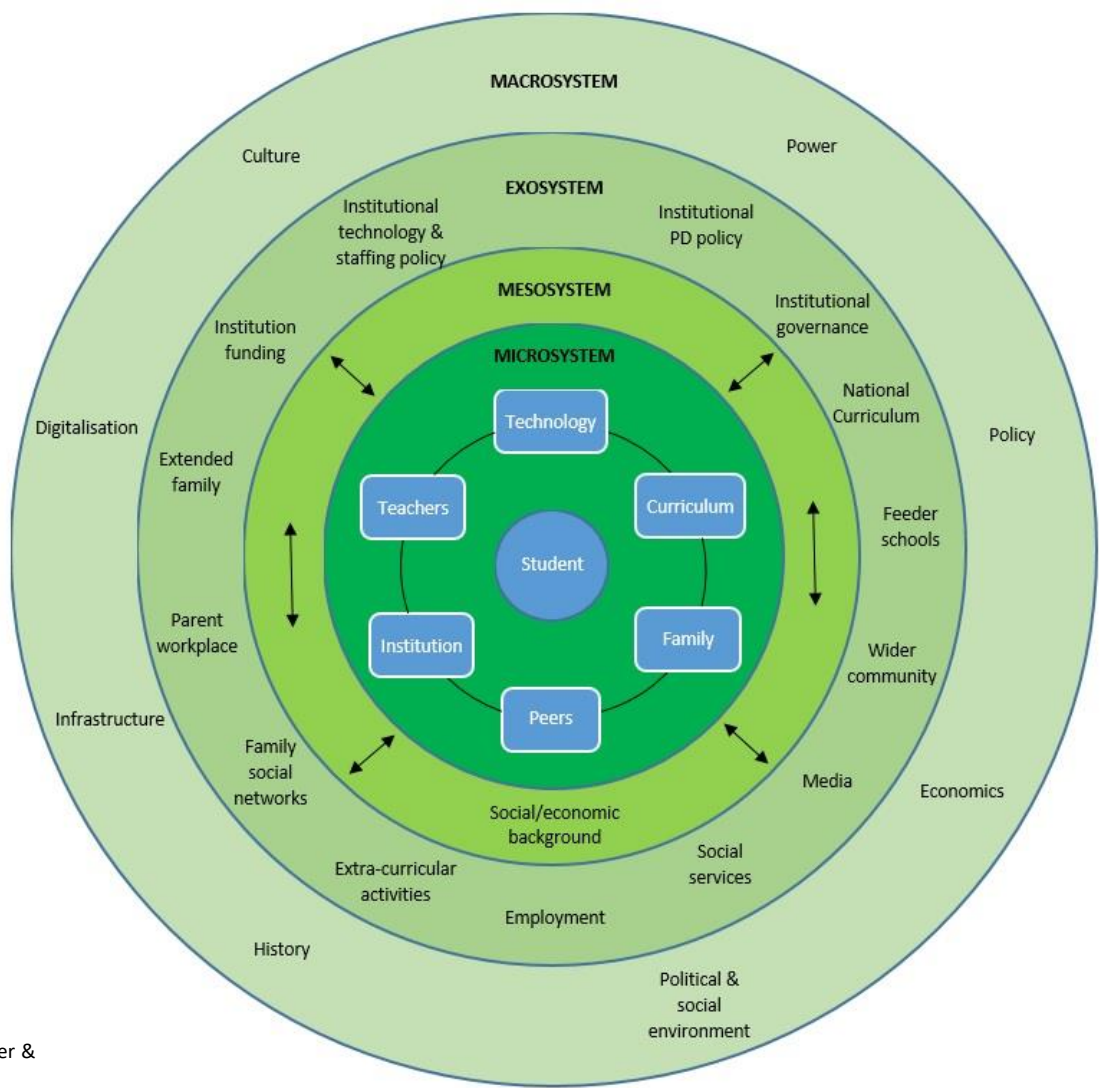 MACROSYSTEM
Culture
Power
EXOSYSTEM
Institutional
technology &
staffing policy
Institutional
PD policy
MESOSYSTEM
Institution
funding
Institutional
governance
MICROSYSTEM
National
Curriculum
Digitalisation
Policy
Technology
Extended
family
Teachers
Curriculum
Feeder
schools
Student
Parent
workplace
Institution
Family
Wider
community
Infrastructure
Peers
Family
social
networks
Media
Economics
Social/economic
background
Extra-curricular
activities
Social
services
Employment
History
Political &
social
environment
er &